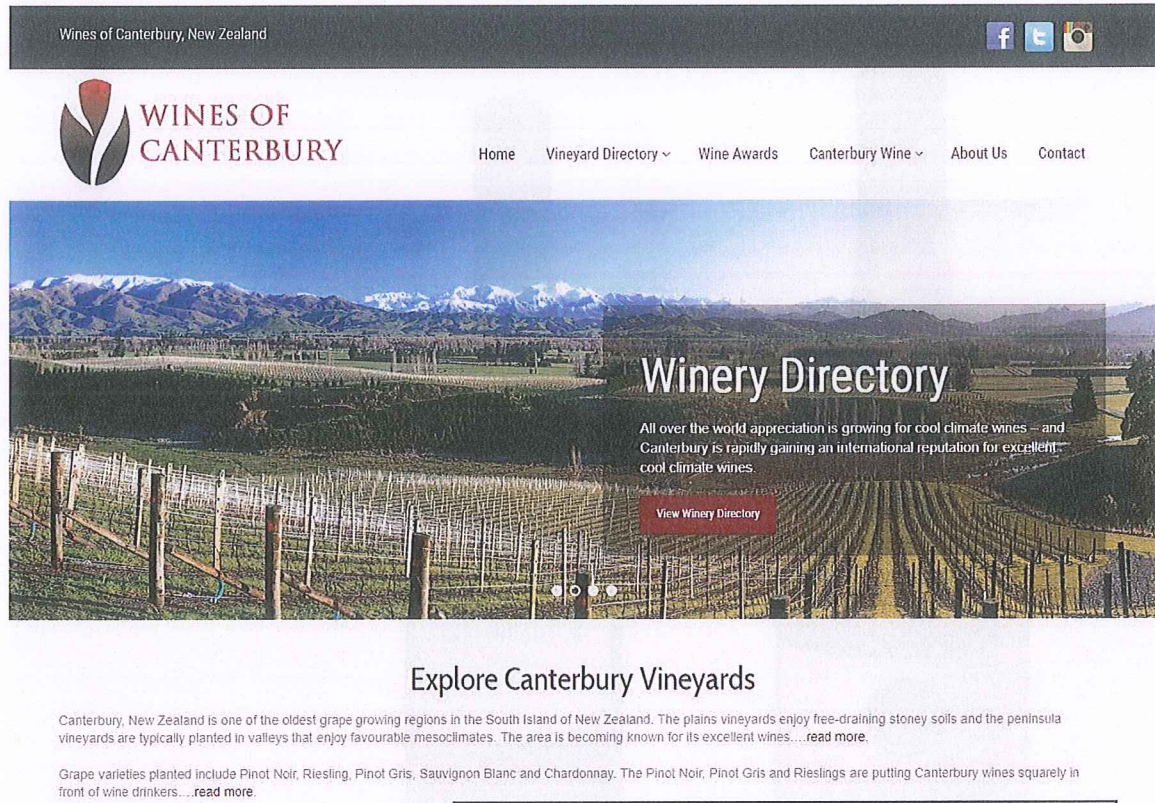 Wines of Canterbury, New Zealand
WINES OF
CANTERBURY
Home Vineyard Directory Wine Awards Canterbury Wine About Us Contact
Winery Directory
All over the world appreciation is growing for cool climate wines – and
Canterbury is rapidly gaining an international reputation for excellent
cool climate wines.
View Winery Directory
Explore Canterbury Vineyards
Canterbury, New Zealand is one of the oldest grape growing regions in the South Island of New Zealand. The plains vineyards enjoy free-draining stoney soils and the peninsula
vineyards are typically planted in valleys that enjoy favourable mesoclimates. The area is becoming known for its excellent wines....read more.
Grape varieties planted include Pinot Noir, Riesling, Pinot Gris, Sauvignon Blanc and Chardonnay. The Pinot Noir, Pinot Gris and Rieslings are putting Canterbury wines squarely in
front of wine drinkers....read more.